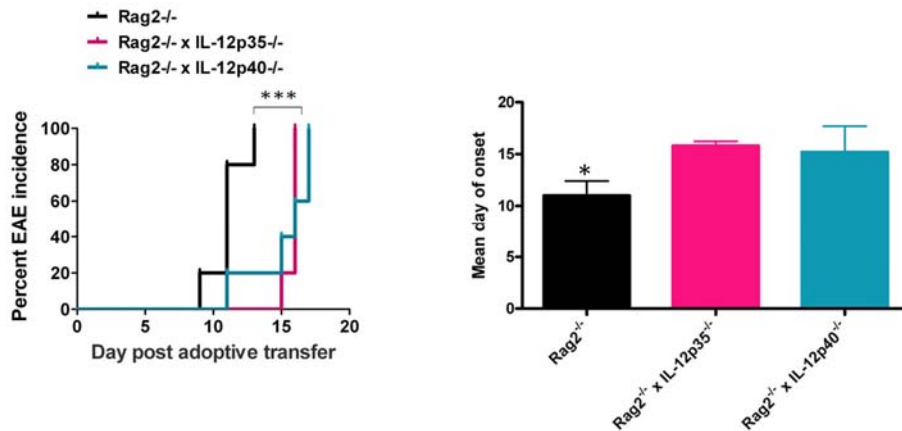 Rag2-/-
Rag2-/- x IL-12p35-/-
Rag2-/- x IL-12p40-/-
***
Percent EAE incidence
100
80
60
40
20
0
0 5 10 15 20
Day post adoptive transfer
Mean day of onset
20
15
10
5
0
*
Rag2-/-
Rag2-/- x IL-12p35-/-
Rag2-/- x IL-12p40-/-